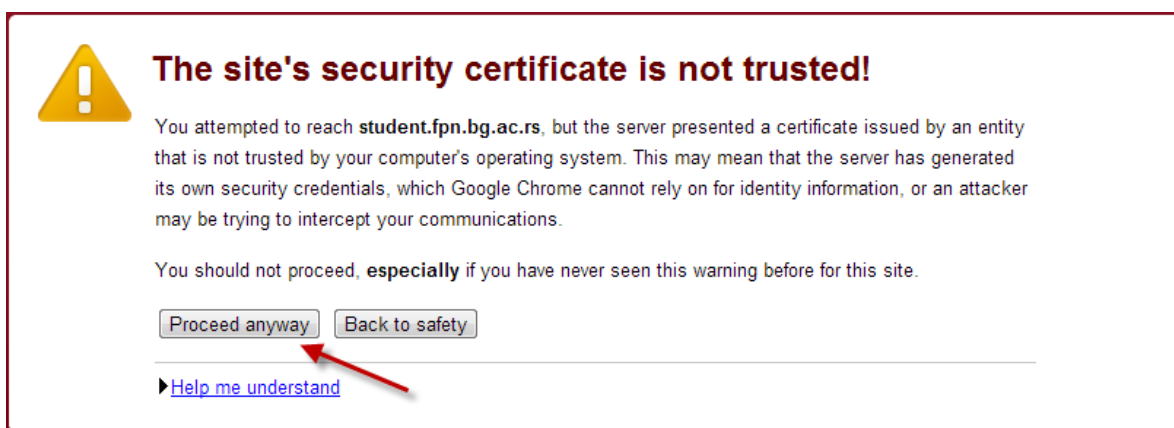 The site's security certificate is not trusted!
You attempted to reach student.fpn.bg.ac.rs, but the server presented a certificate issued by an entity
that is not trusted by your computer's operating system. This may mean that the server has generated
its own security credentials, which Google Chrome cannot rely on for identity information, or an attacker
may be trying to intercept your communications.
You should not proceed, especially if you have never seen this warning before for this site.
Proceed anyway Back to safety
Help me understand